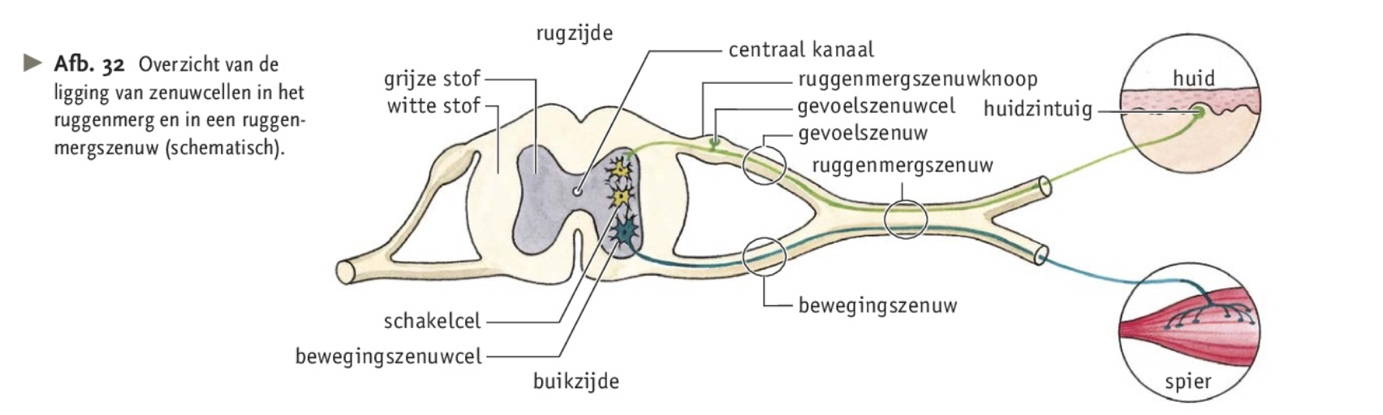 ▶ Afb. 32 Overzicht van de
ligging van zenuwcellen in het
ruggenmerg en in een ruggen-
mergszenuw (schematisch).
rugzijde
centraal kanaal
grijze stof
witte stof
ruggenmergszenuwknoop
gevoelszenuwcel
gevoelszenuw
ruggenmergszenuw
huid
huidzintuig
schakelcel
bewegingszenuwcel
buikzijde
bewegingszenuw
spier